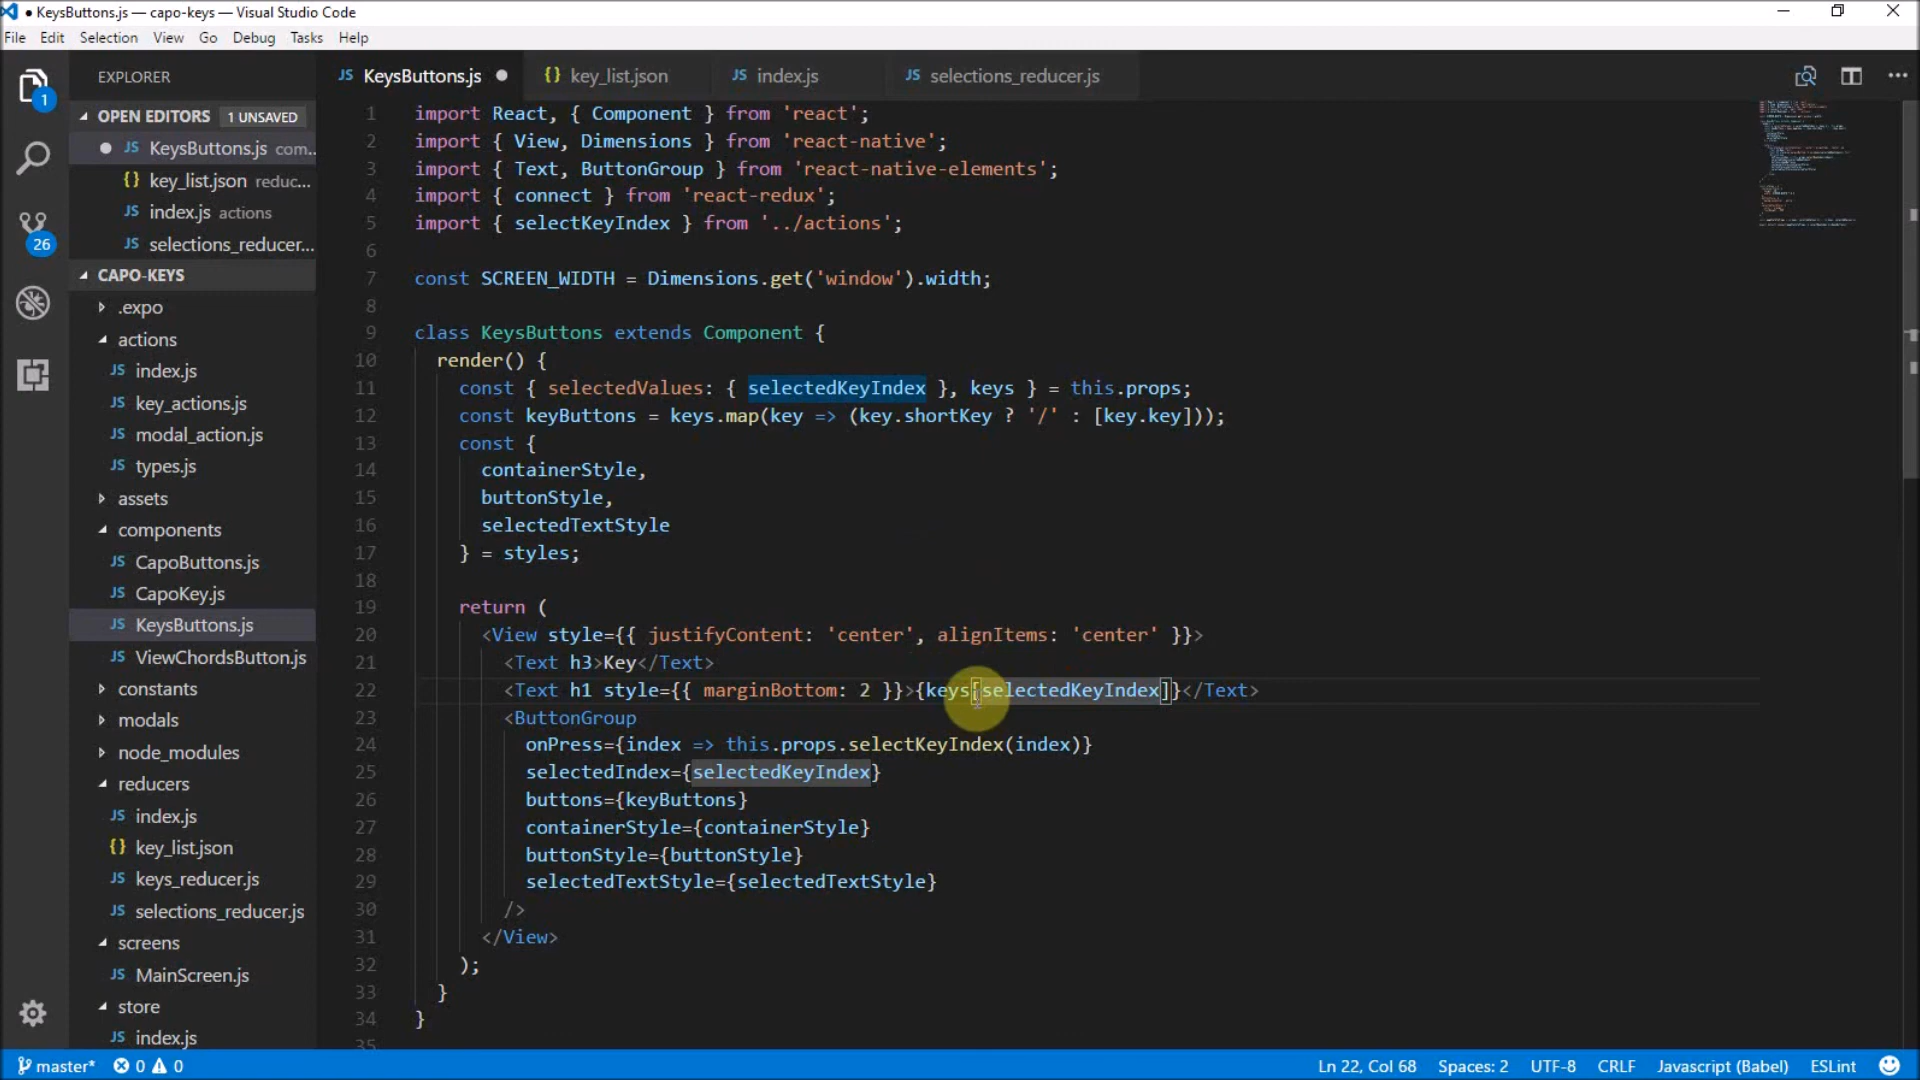 KeysButtons.js — capo-keys — Visual Studio Code
File Edit Selection View Go Debug Tasks Help
EXPLORER
OPEN EDITORS 1 UNSAVED
KeysButtons.js com...
key_list.json reduc...
index.js actions
selections_reducer...
CAPO-KEYS
.expo
actions
index.js
key_actions.js
modal_action.js
types.js
assets
components
CapoButtons.js
CapoKey.js
KeysButtons.js
ViewChordsButton.js
constants
modals
node_modules
reducers
index.js
key_list.json
keys_reducer.js
selections_reducer.js
screens
MainScreen.js
store
index.js
1
26
JS KeysButtons.js {} key_list.json JS index.js JS selections_reducer.js
1 import React, { Component } from 'react';
2 import { View, Dimensions } from 'react-native';
3 import { Text, ButtonGroup } from 'react-native-elements';
4 import { connect } from 'react-redux';
5 import { selectKeyIndex } from '../actions';
6
7 const SCREEN_WIDTH = Dimensions.get('window').width;
8
9 class KeysButtons extends Component {
10 render() {
11 const { selectedValues: { selectedKeyIndex }, keys } = this.props;
12 const keyButtons = keys.map(key => (key.shortKey ? '/' : [key.key]));
13 const {
14 containerStyle,
15 buttonStyle,
16 selectedTextStyle
17 } = styles;
18
19 return (
20 <View style={{ justifyContent: 'center', alignItems: 'center' }}>
21 <Text h3>Key</Text>
22 <Text h1 style={{ marginBottom: 2 }}>{keys[selectedKeyIndex]}</Text>
23 <ButtonGroup
24 onPress={index => this.props.selectKeyIndex(index)}
25 selectedIndex={selectedKeyIndex}
26 buttons={keyButtons}
27 containerStyle={containerStyle}
28 buttonStyle={buttonStyle}
29 selectedTextStyle={selectedTextStyle}
30 />
31 </View>
32 );
33 }
34 }
35
master* 0 0 Ln 22, Col 68 Spaces: 2 UTF-8 CRLF Javascript (Babel) ESLint